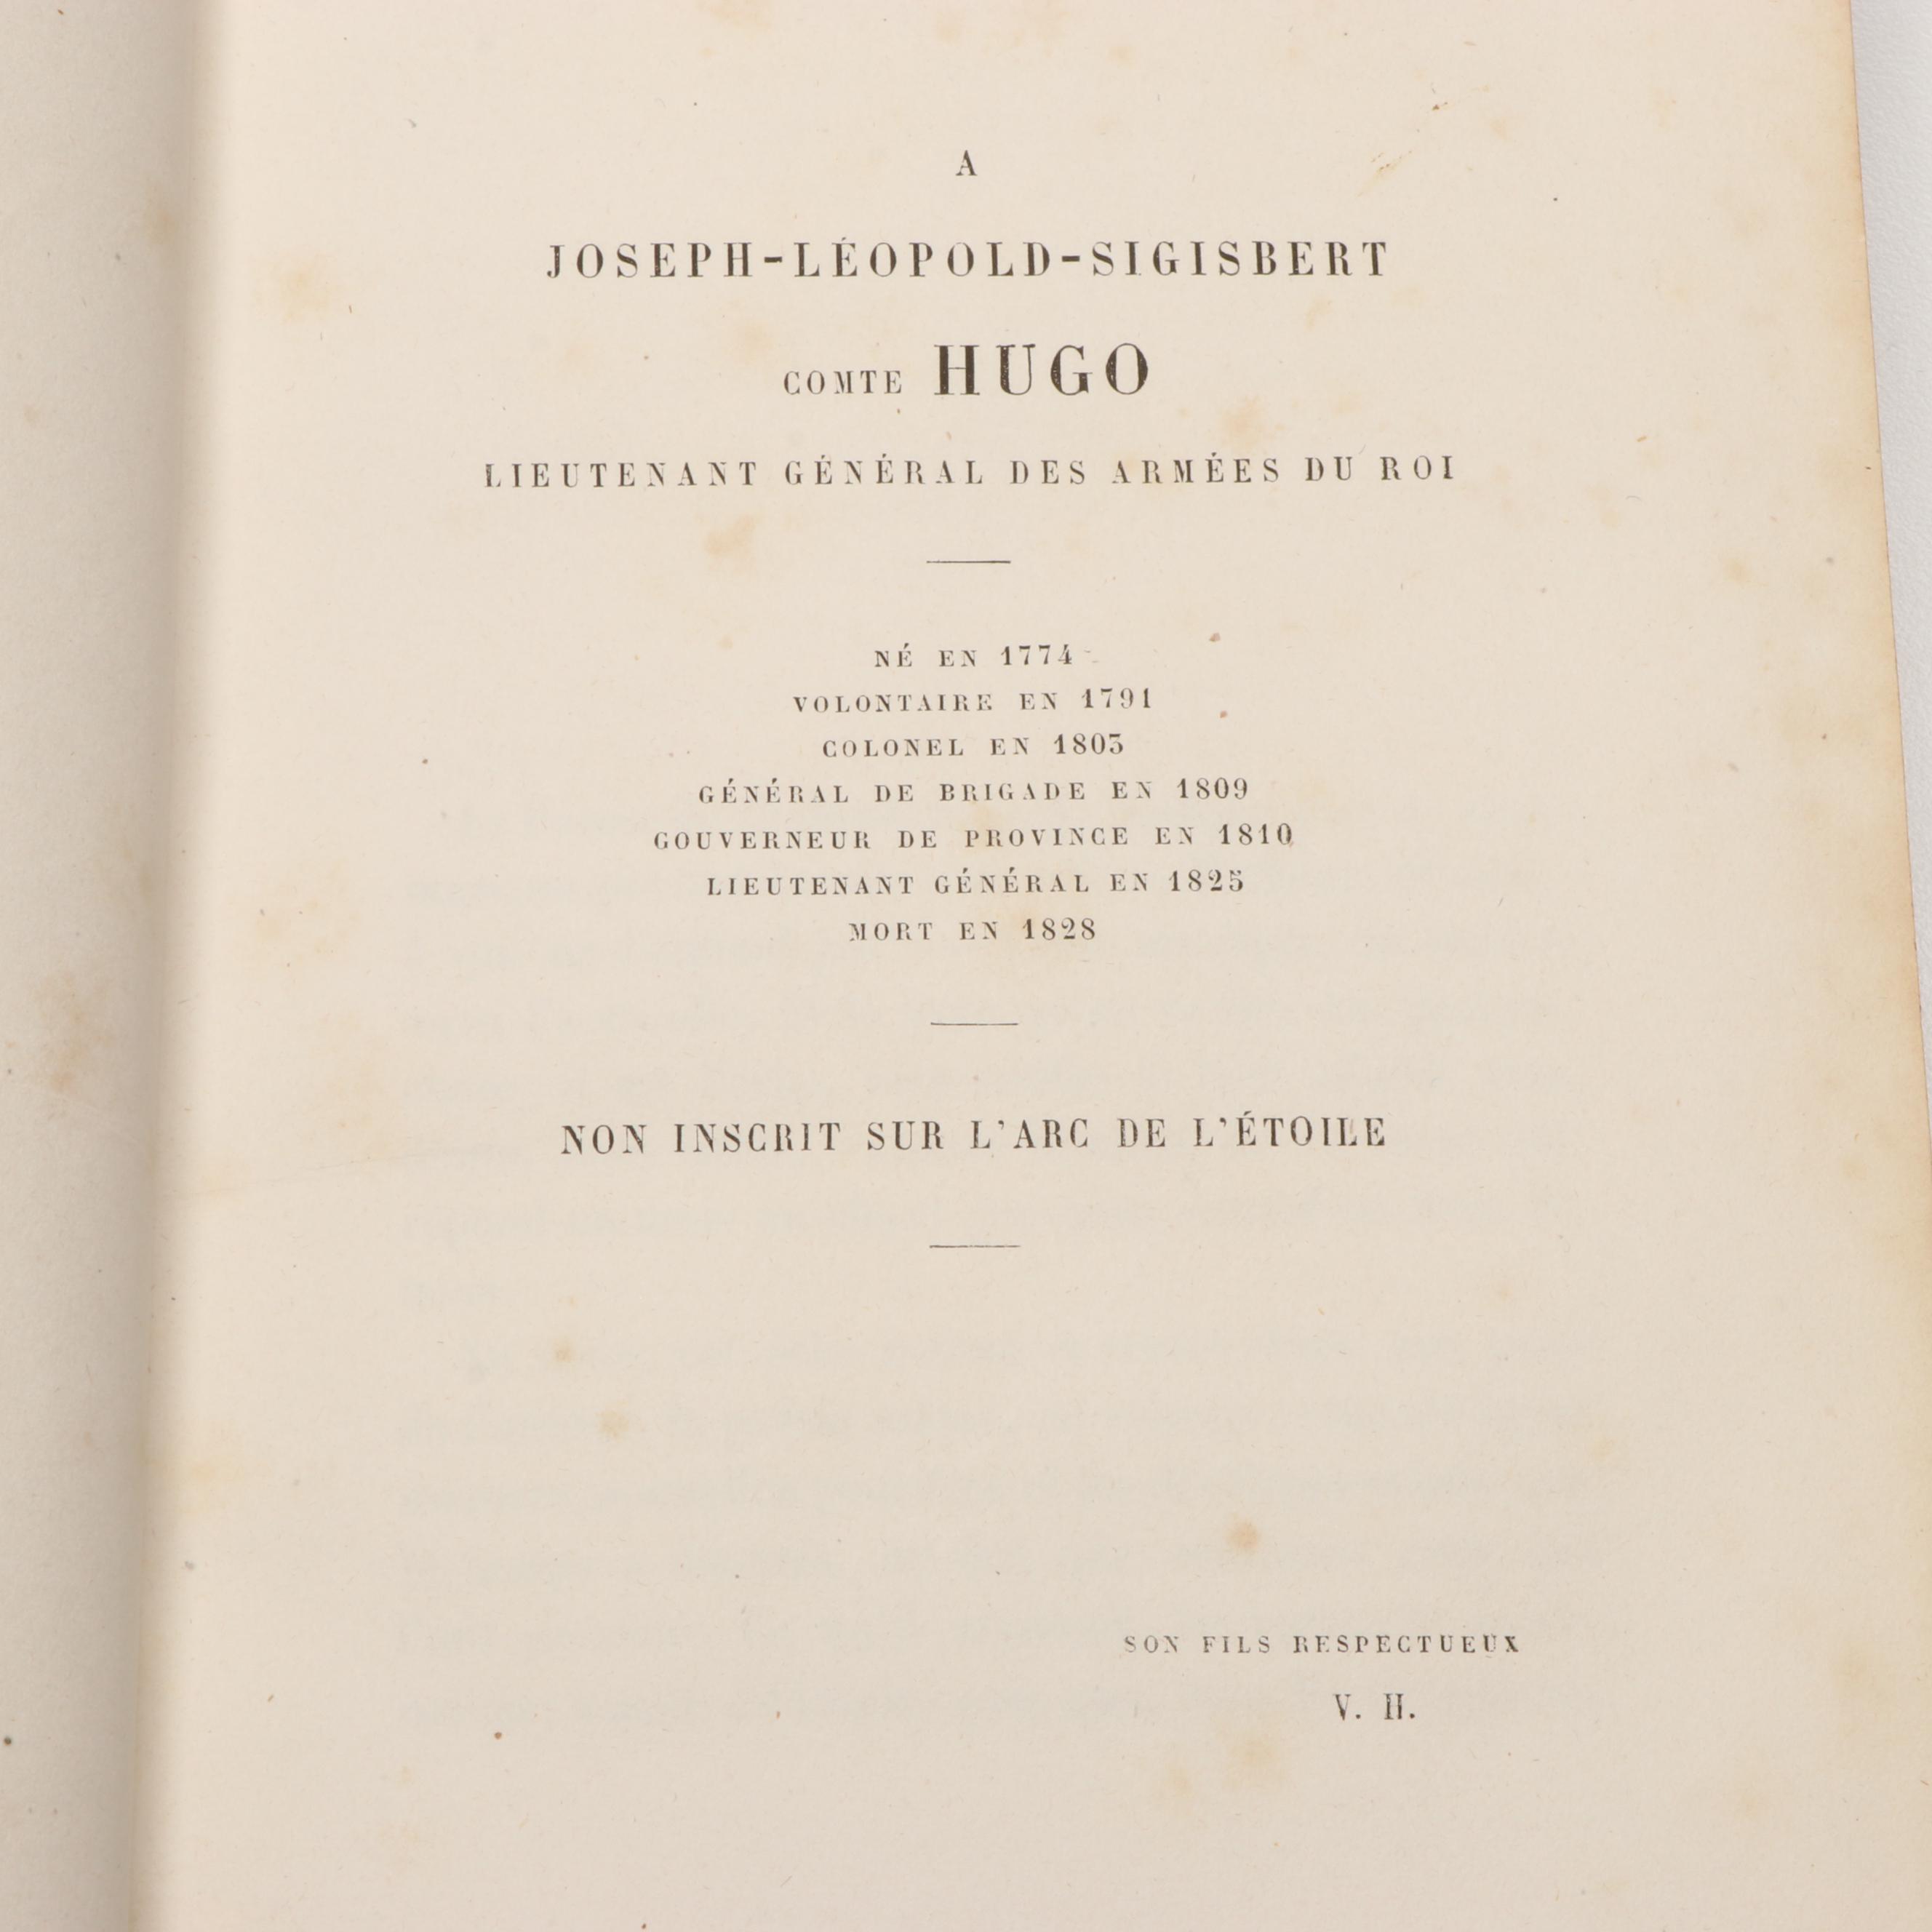 A
JOSEPH-LÉOPOLD-SIGISBERT
COMTE HUGO
LIEUTENANT GÉNÉRAL DES ARMÉES DU ROI
NÉ EN 1774
VOLONTAIRE EN 1791
COLONEL EN 1803
GÉNÉRAL DE BRIGADE EN 1809
GOUVERNEUR DE PROVINCE EN 1810
LIEUTENANT GÉNÉRAL EN 1825
MORT EN 1828
NON INSCRIT SUR L'ARC DE L'ÉTOILE
SON FILS RESPECTUEUX
V. H.